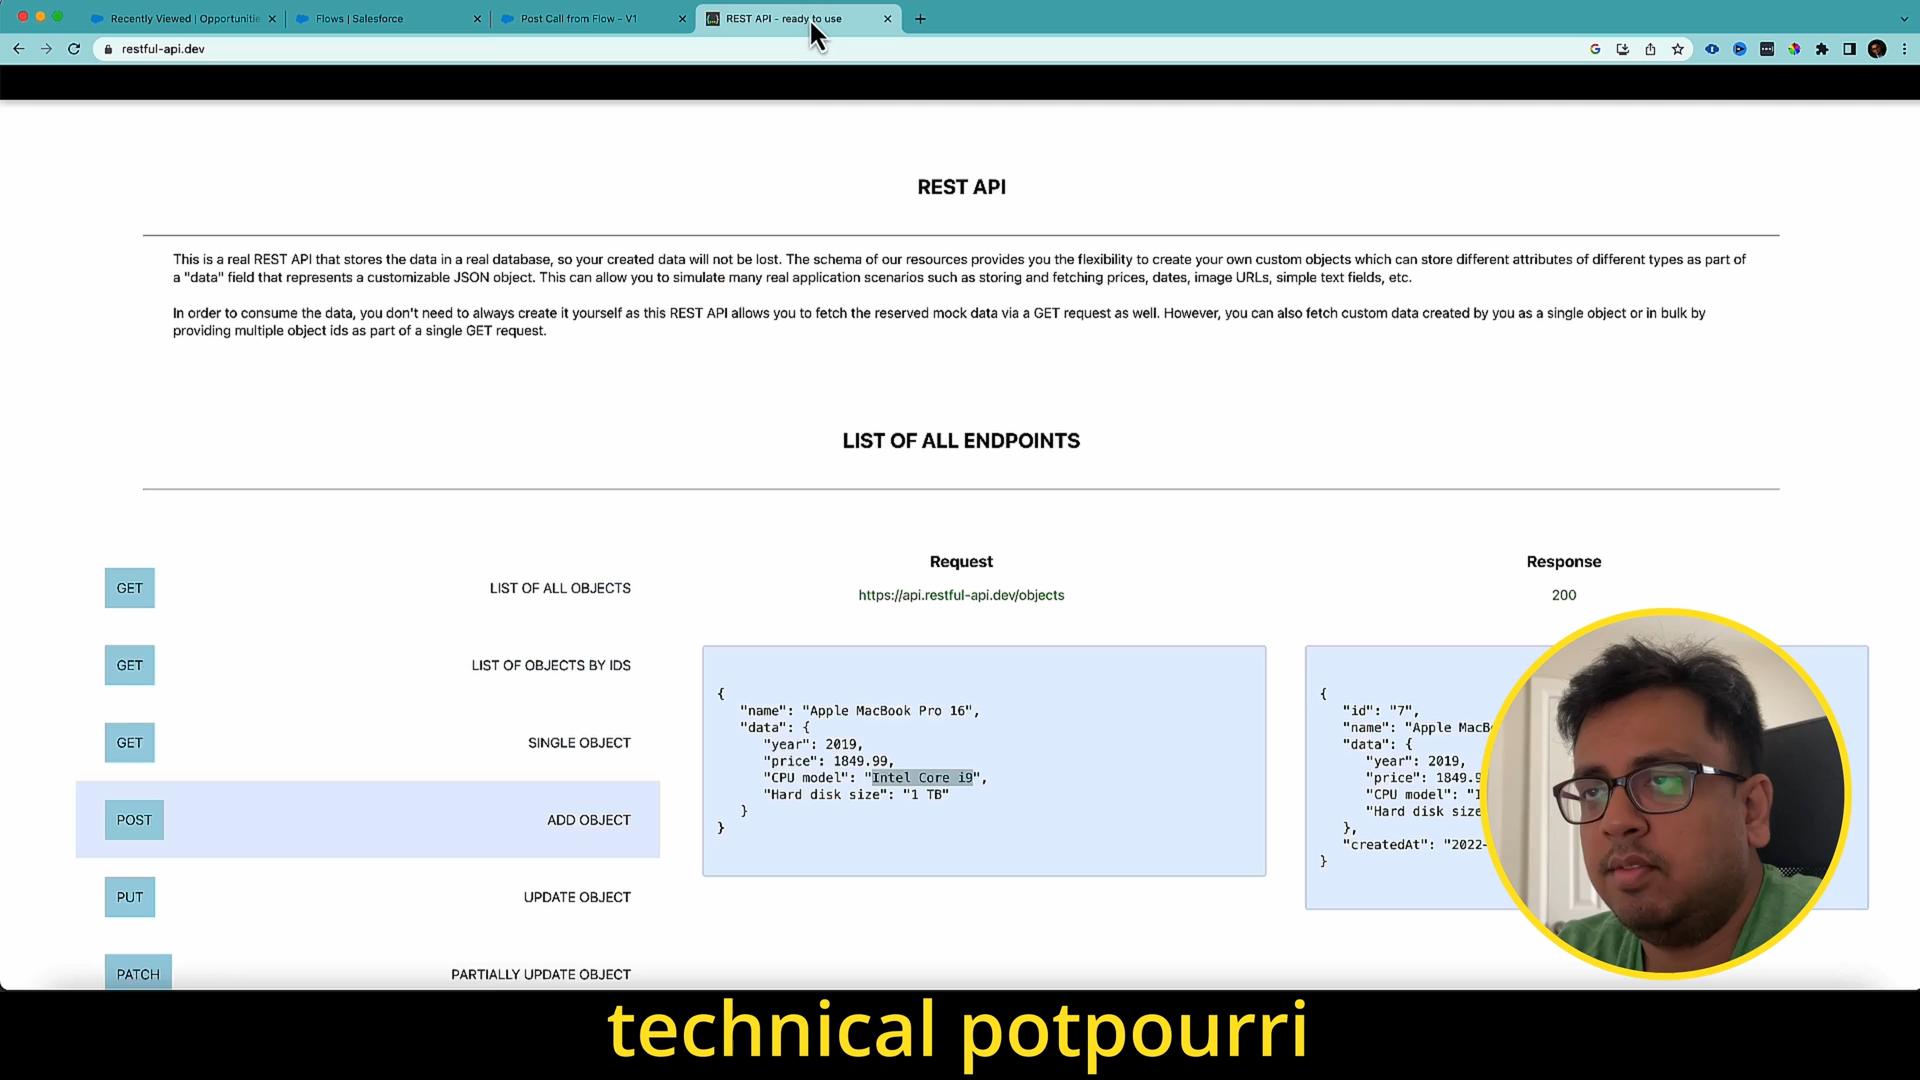 Recently Viewed | Opportunities
Flows | Salesforce
Post Call from Flow - V1
REST API - ready to use
restful-api.dev
REST API
This is a real REST API that stores the data in a real database, so your created data will not be lost. The schema of our resources provides you the flexibility to create your own custom objects which can store different attributes of different types as part of
a "data" field that represents a customizable JSON object. This can allow you to simulate many real application scenarios such as storing and fetching prices, dates, image URLs, simple text fields, etc.
In order to consume the data, you don't need to always create it yourself as this REST API allows you to fetch the reserved mock data via a GET request as well. However, you can also fetch custom data created by you as a single object or in bulk by
providing multiple object ids as part of a single GET request.
LIST OF ALL ENDPOINTS
GET LIST OF ALL OBJECTS
GET LIST OF OBJECTS BY IDS
GET SINGLE OBJECT
POST ADD OBJECT
PUT UPDATE OBJECT
PATCH PARTIALLY UPDATE OBJECT
Request
https://api.restful-api.dev/objects
{
"name": "Apple MacBook Pro 16",
"data": {
"year": 2019,
"price": 1849.99,
"CPU model": "Intel Core i9",
"Hard disk size": "1 TB"
}
}
Response
200
{
"id": "7",
"name": "Apple MacB
"data": {
"year": 2019,
"price": 1849.9
"CPU model": "I
"Hard disk size
},
"createdAt": "2022-
}
technical potpourri